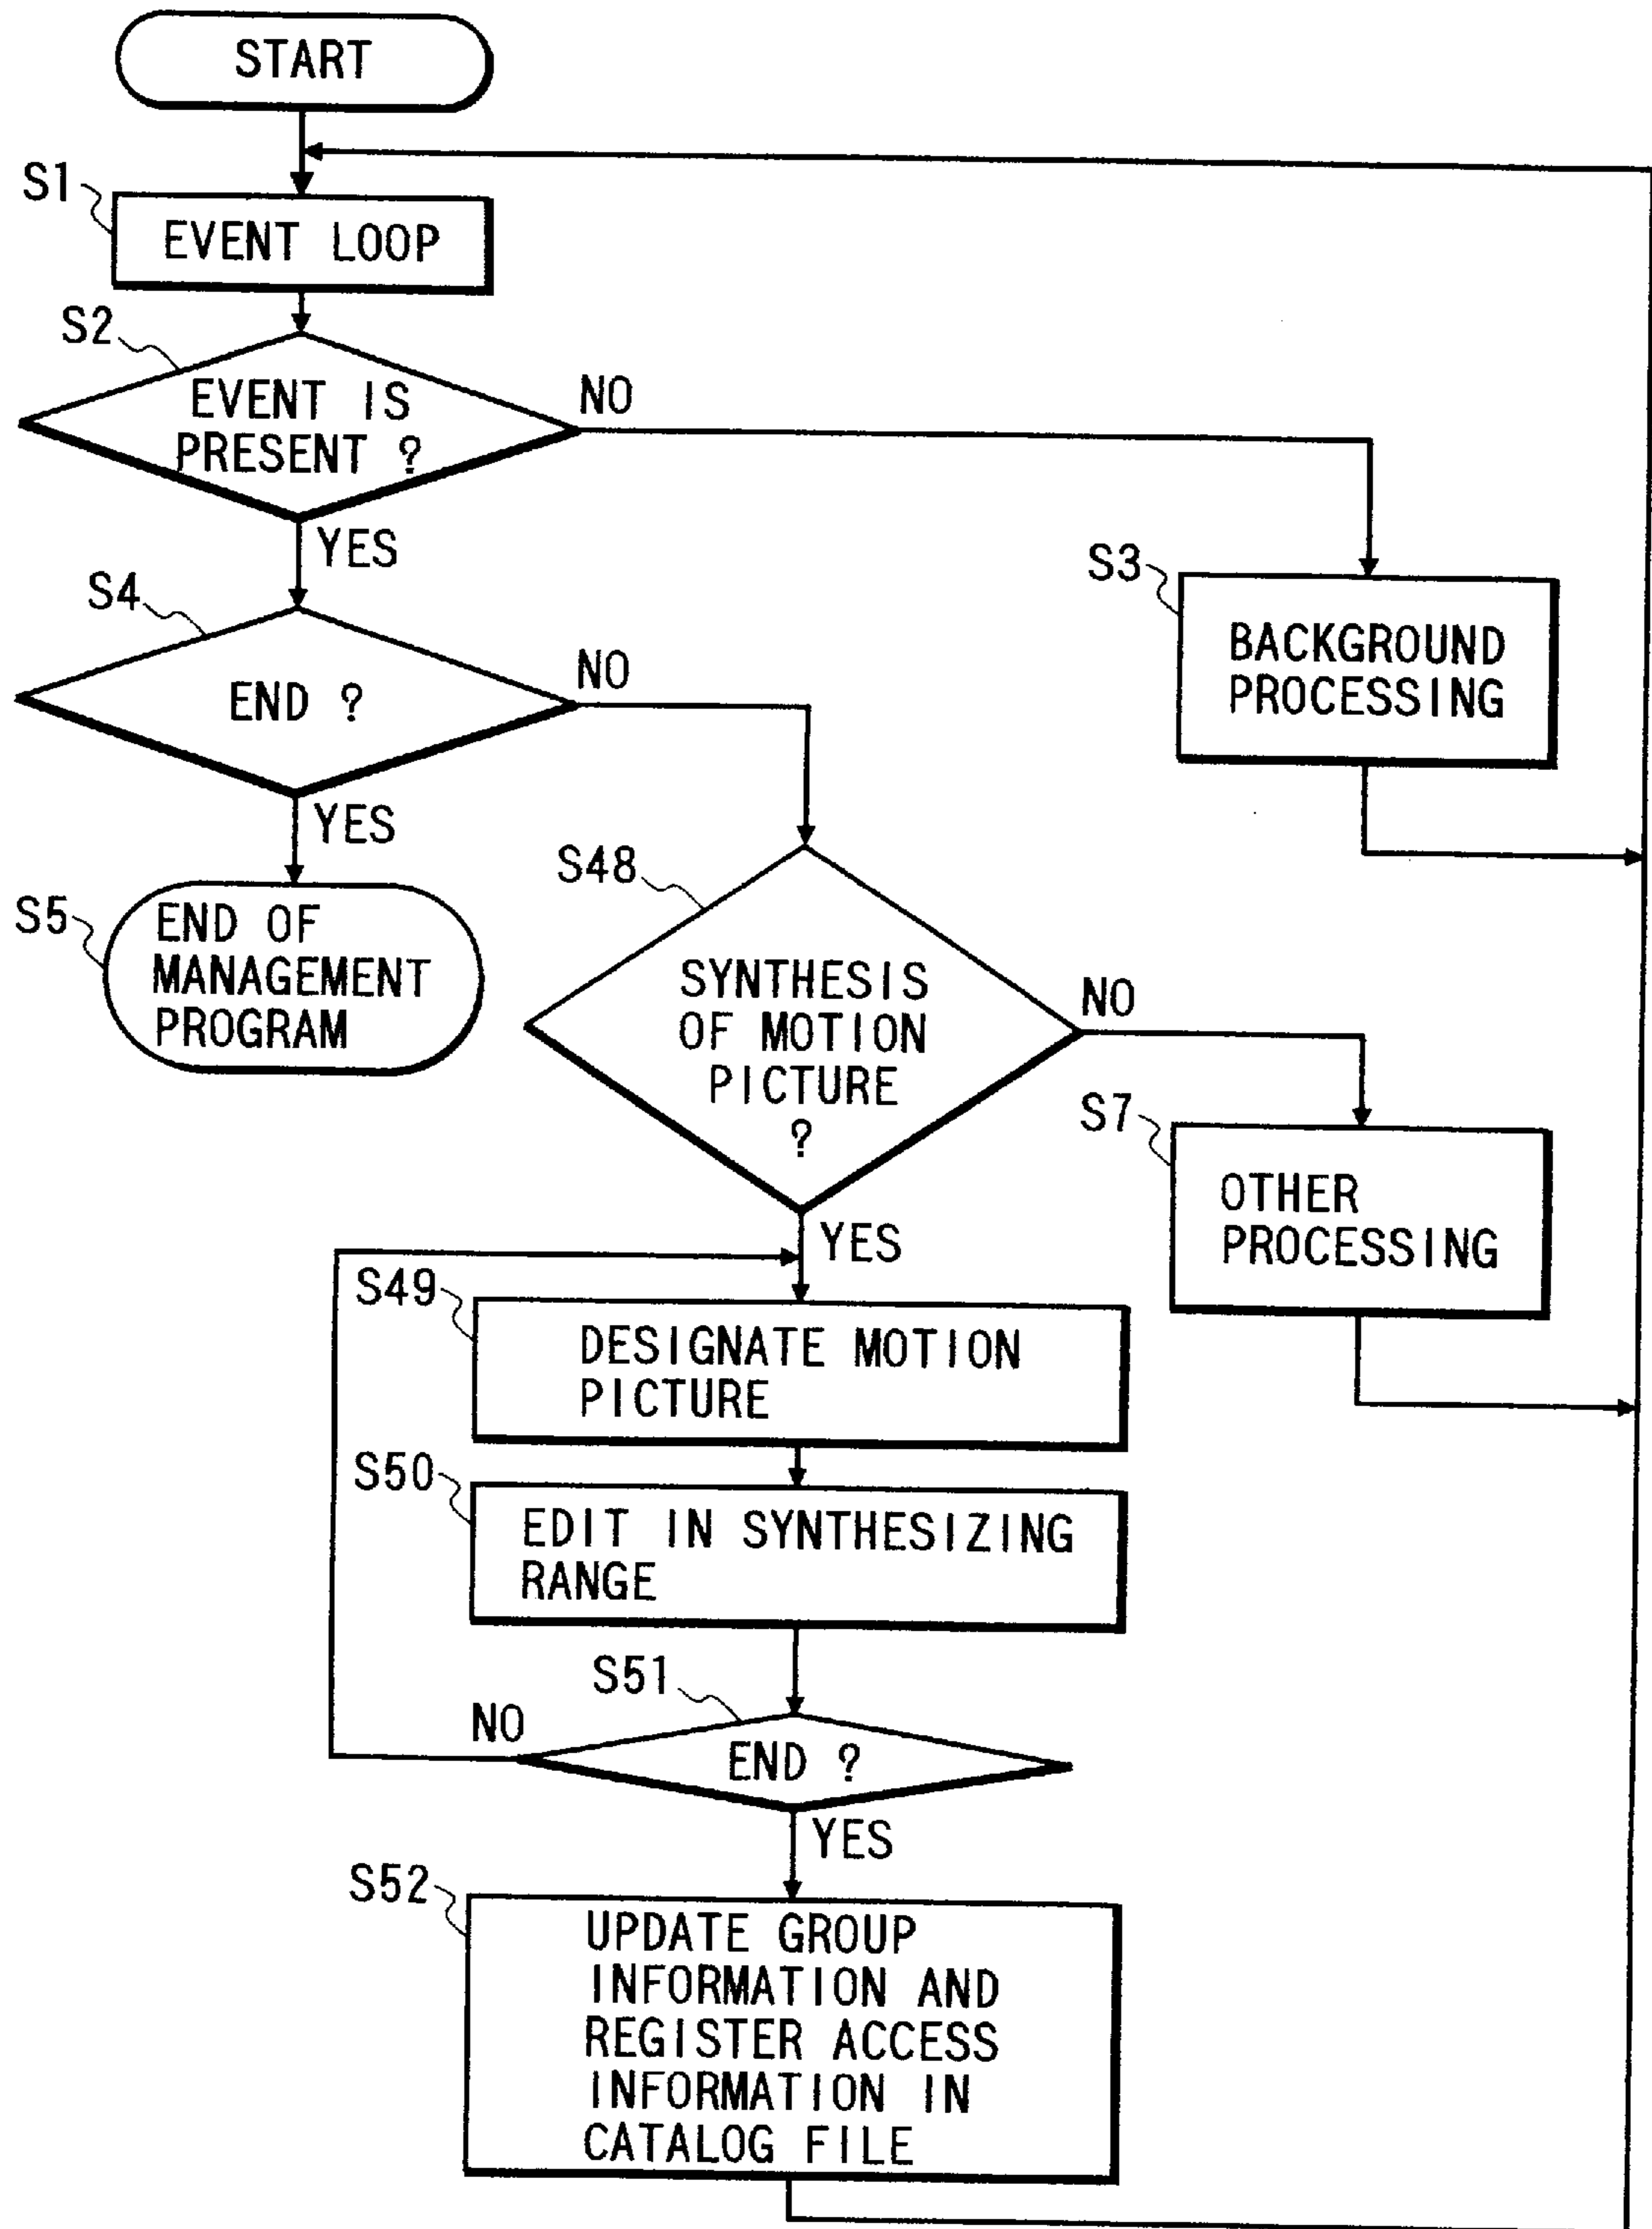 START
S1
EVENT LOOP
S2
EVENT IS
PRESENT ?
NO
YES
S3
BACKGROUND
PROCESSING
S4
END ?
NO
YES
S5
END OF
MANAGEMENT
PROGRAM
S48
SYNTHESIS
OF MOTION
PICTURE
?
NO
YES
S7
OTHER
PROCESSING
S49
DESIGNATE MOTION
PICTURE
S50
EDIT IN SYNTHESIZING
RANGE
S51
NO
END ?
YES
S52
UPDATE GROUP
INFORMATION AND
REGISTER ACCESS
INFORMATION IN
CATALOG FILE